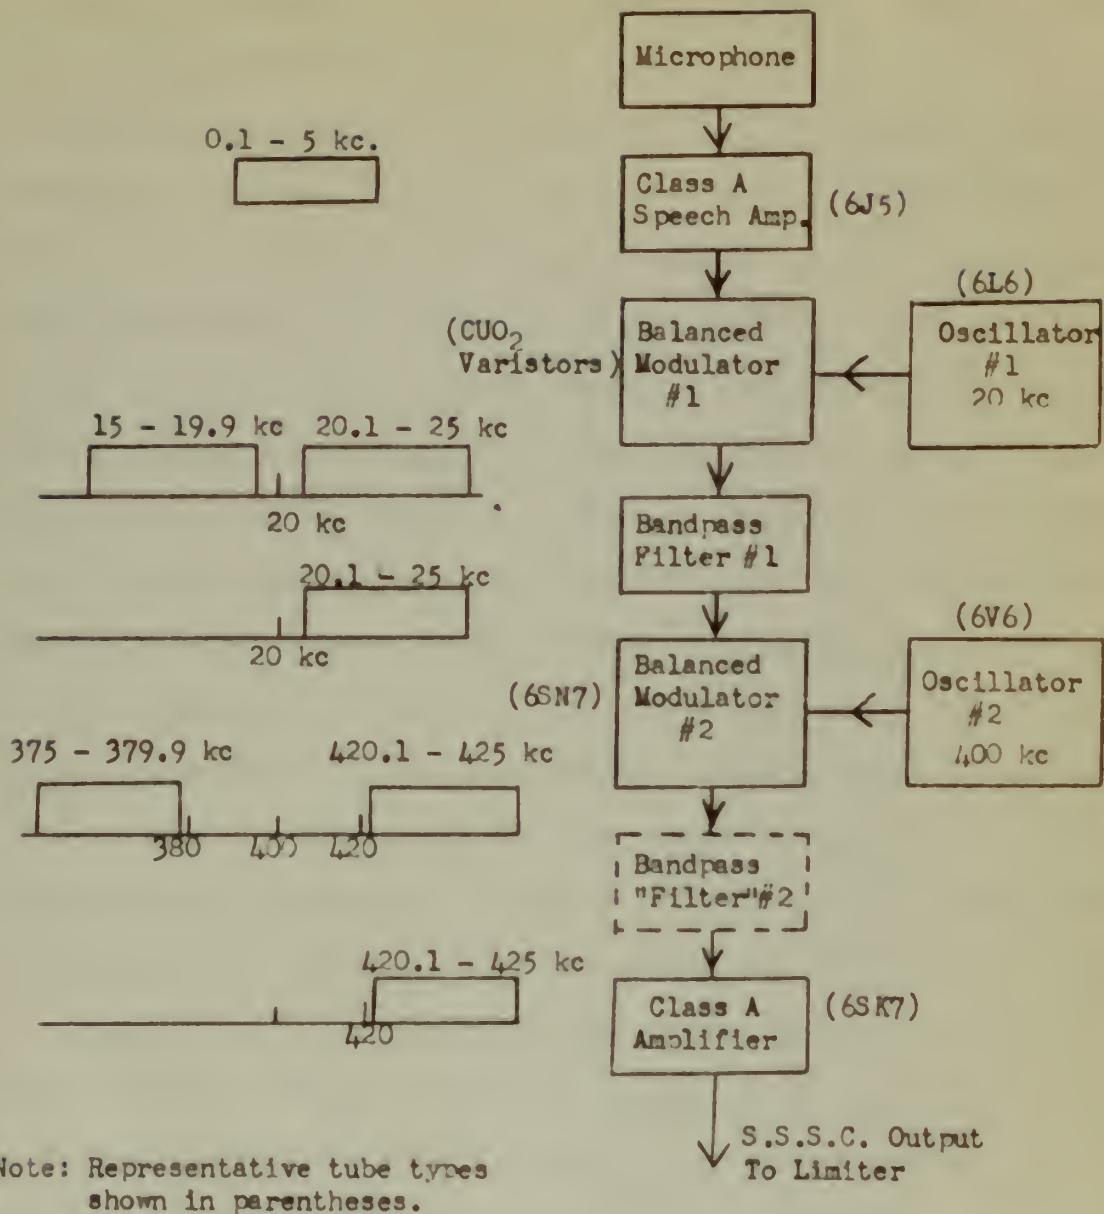 Microphone
0.1 - 5 kc.
Class A
Speech Amp.
(6J5)
(CUO2
Varistors)
Balanced
Modulator
#1
(6L6)
Oscillator
#1
20 kc
15 - 19.9 kc 20.1 - 25 kc
20 kc
Bandpass
Filter #1
20.1 - 25 kc
20 kc
(6SN7)
Balanced
Modulator
#2
(6V6)
Oscillator
#2
400 kc
375 - 379.9 kc 420.1 - 425 kc
380 400 420
Bandpass
"Filter"#2
420.1 - 425 kc
420
Class A
Amplifier
(6SK7)
S.S.S.C. Output
To Limiter
Note: Representative tube types
shown in parentheses.